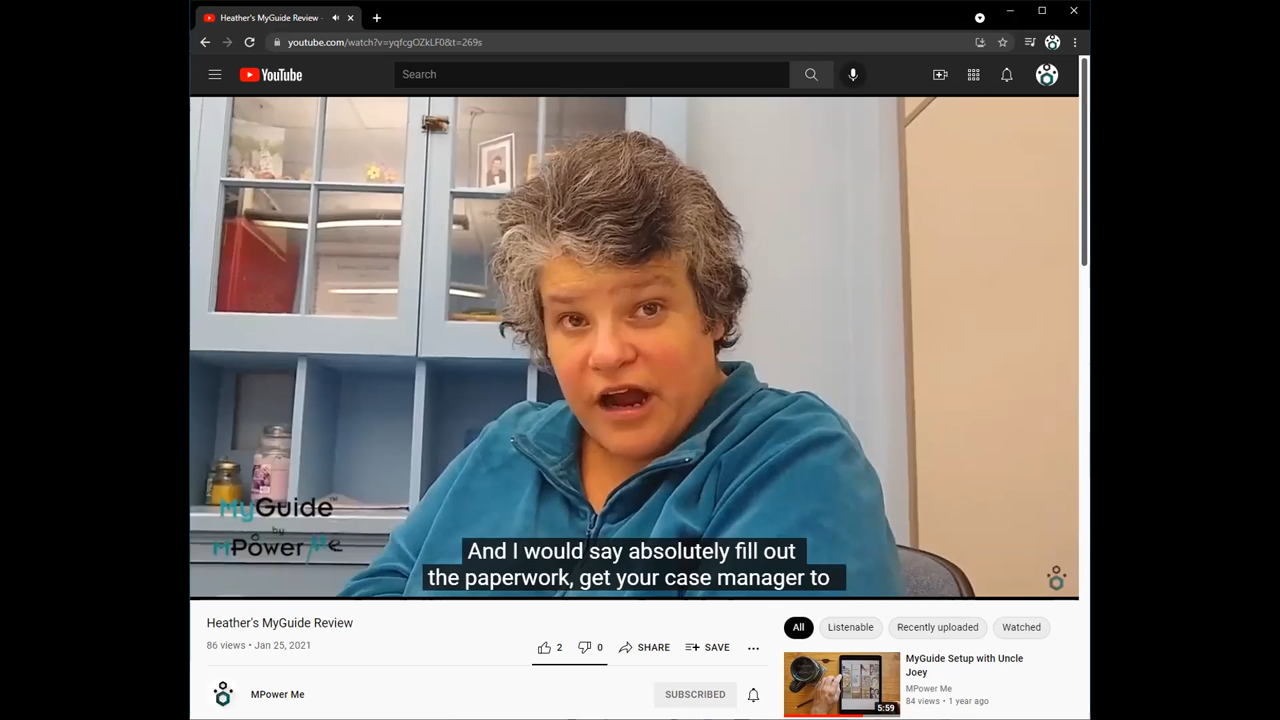 Heather's MyGuide Review -
youtube.com/watch?v=yqfcgOZkLF0&t=269s
YouTube
Search
MyGuide™
by
MPower Me
And I would say absolutely fill out
the paperwork, get your case manager to
Heather's MyGuide Review
86 views • Jan 25, 2021
2
0
SHARE
SAVE
MPower Me
SUBSCRIBED
All
Listenable
Recently uploaded
Watched
MyGuide Setup with Uncle
Joey
MPower Me
84 views • 1 year ago
5:59